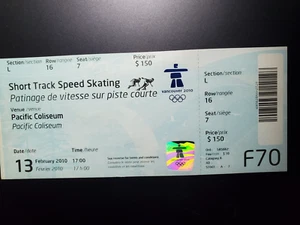 Section/section Row/rangée Seat/siège Price/prix
L 16 7 $ 150
Short Track Speed Skating
Patinage de vitesse sur piste courte
vancouver 2010
Venue/venue
Pacific Coliseum
Pacific Coliseum
Date/date Time/heure
13 February 2010 17:00
Février 2010
Section/section
L
Row/rangée
16
Seat/siège
7
Price/prix
$ 150
F70